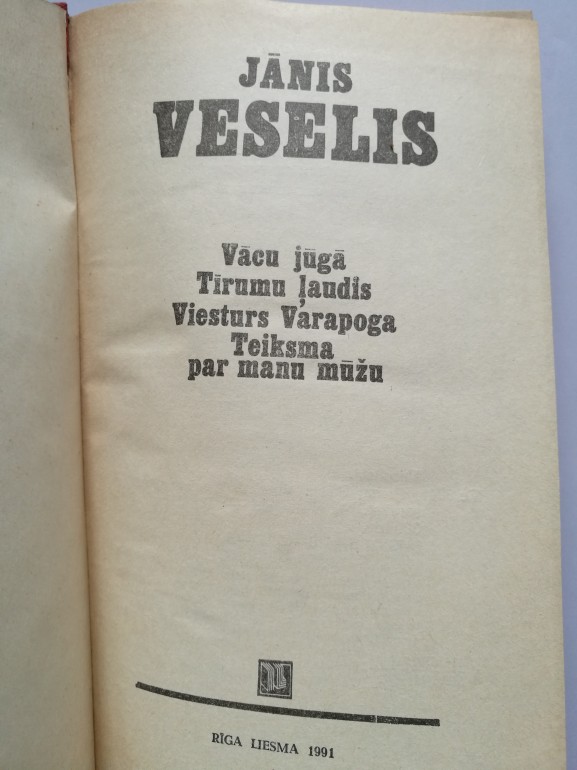 JĀNIS
VESELIS
Vācu jūgā
Tīrumu ļaudis
Viesturs Varapoga
Teiksma
par manu mūžu
RĪGA LIESMA 1991